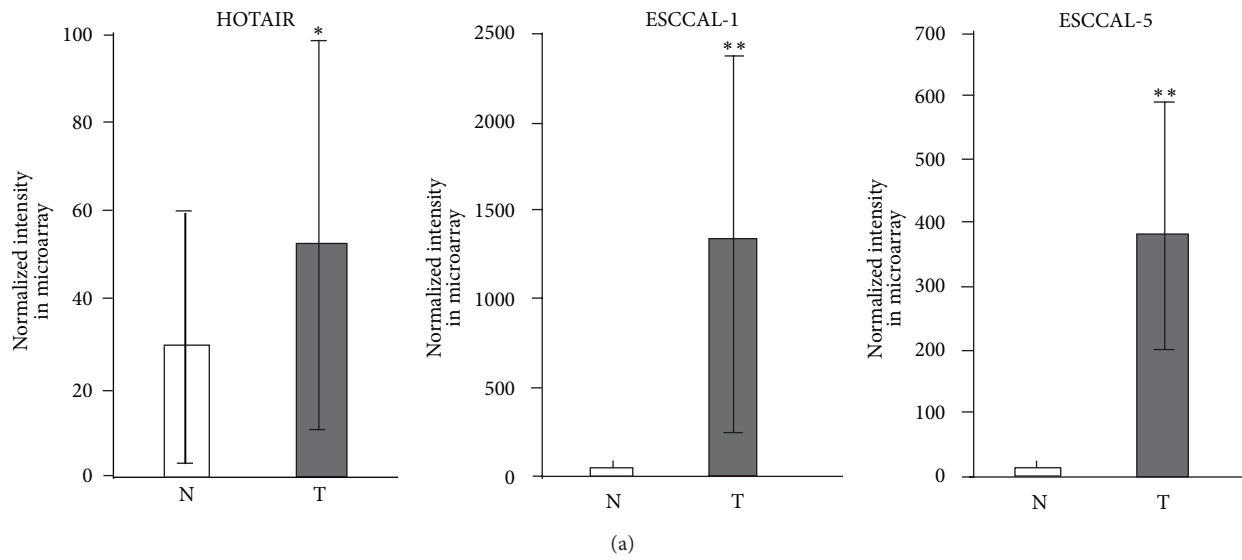 HOTAIR
*
100
80
60
40
20
0
Normalized intensity
in microarray
N
T
ESCCAL-1
**
2500
2000
1500
1000
500
0
Normalized intensity
in microarray
N
T
ESCCAL-5
**
700
600
500
400
300
200
100
0
Normalized intensity
in microarray
N
T
(a)